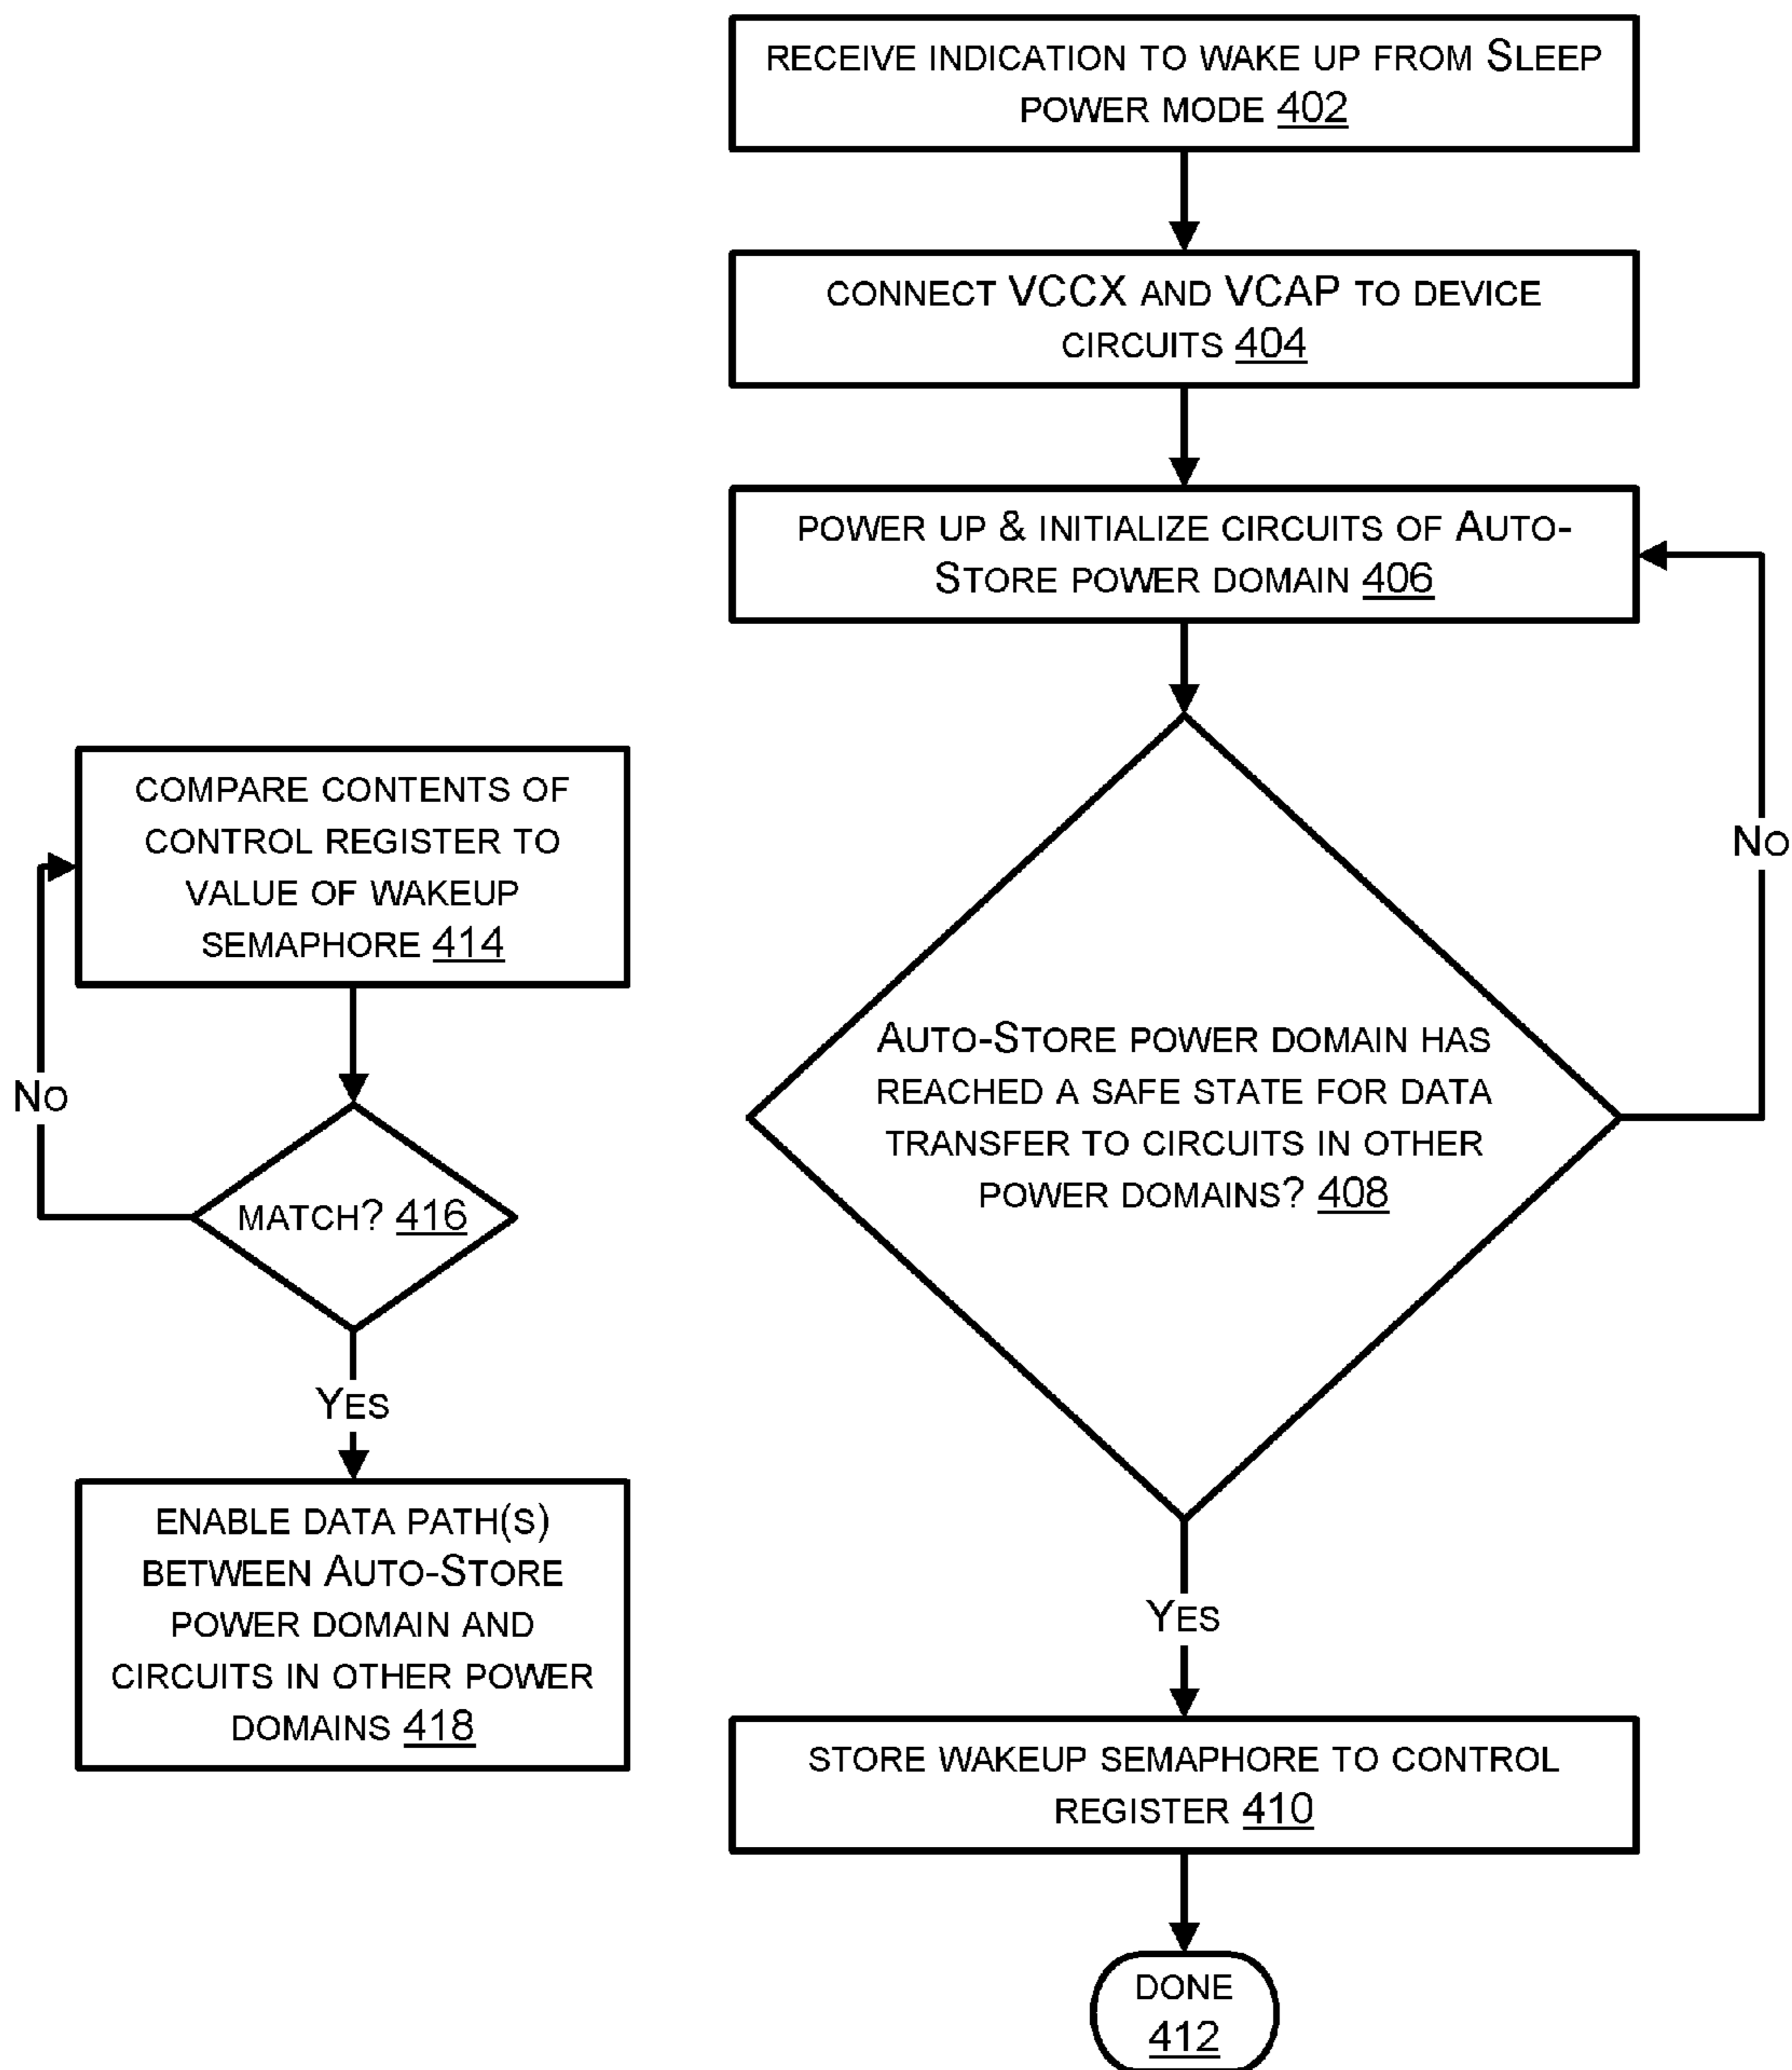 RECEIVE INDICATION TO WAKE UP FROM SLEEP
POWER MODE 402
CONNECT VCCX AND VCAP TO DEVICE
CIRCUITS 404
POWER UP & INITIALIZE CIRCUITS OF AUTO-
STORE POWER DOMAIN 406
AUTO-STORE POWER DOMAIN HAS
REACHED A SAFE STATE FOR DATA
TRANSFER TO CIRCUITS IN OTHER
POWER DOMAINS? 408
NO
YES
STORE WAKEUP SEMAPHORE TO CONTROL
REGISTER 410
DONE
412
COMPARE CONTENTS OF
CONTROL REGISTER TO
VALUE OF WAKEUP
SEMAPHORE 414
NO
MATCH? 416
YES
ENABLE DATA PATH(S)
BETWEEN AUTO-STORE
POWER DOMAIN AND
CIRCUITS IN OTHER POWER
DOMAINS 418